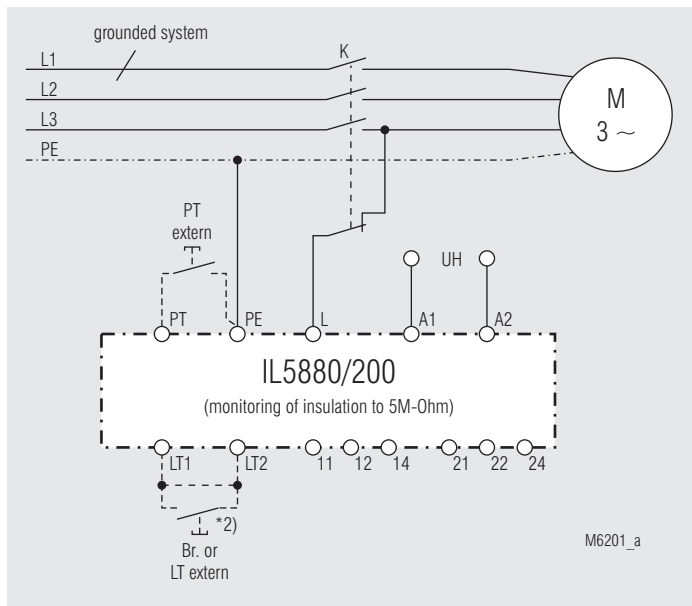 grounded system
L1
K
L2
M
3 ~
L3
PE
PT
extern
UH
PT
PE
L
A1
A2
IL5880/200
(monitoring of insulation to 5M-Ohm)
LT1
LT2
11
12
14
21
22
24
*2)
Br. or
LT extern
M6201_a